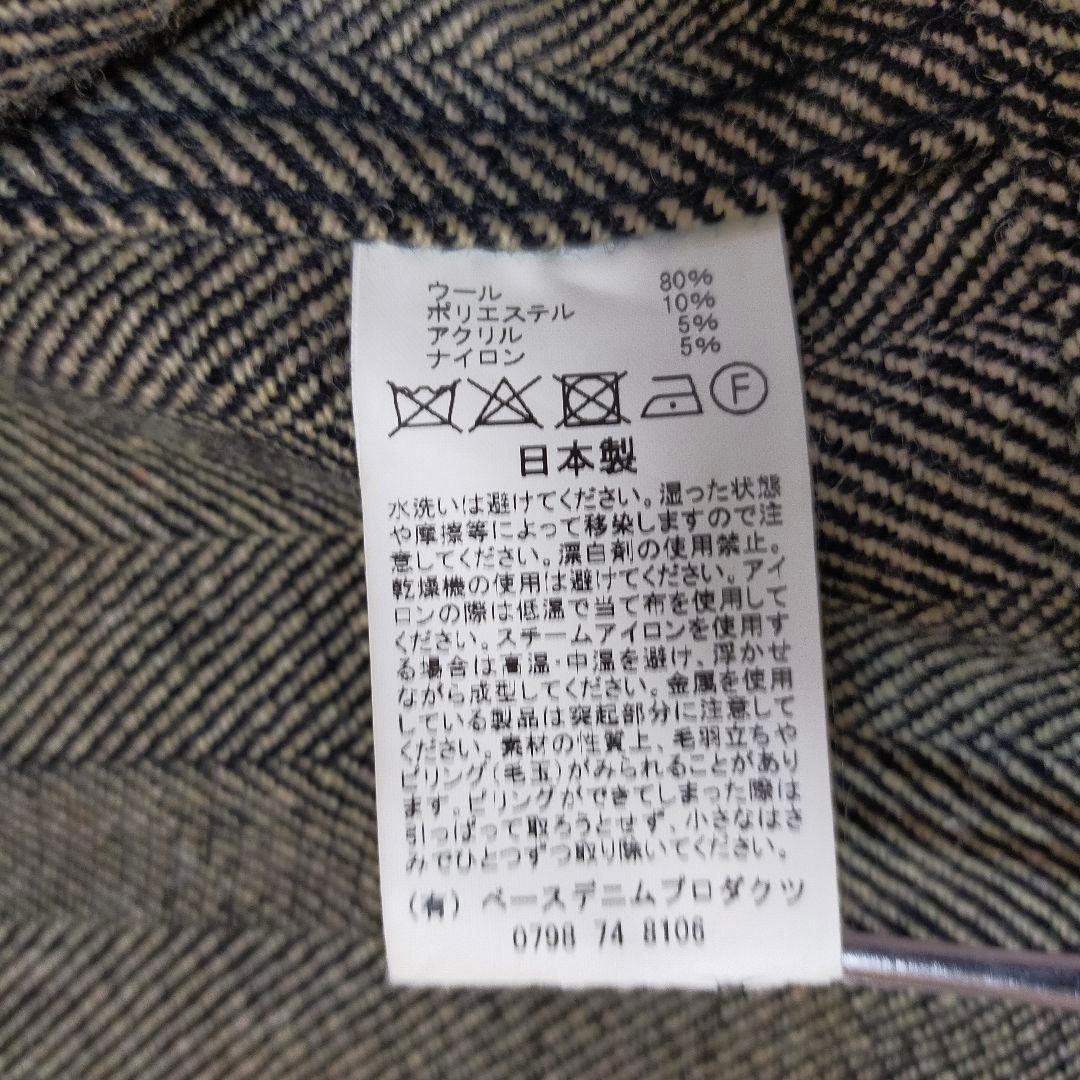 ウール 80%
ポリエステル 10%
アクリル 5%
ナイロン 5%
F
日本製
水洗いは避けてください。湿った状態
や摩擦等によって移染しますので注
意してください。漂白剤の使用禁止。
乾燥機の使用は避けてください。アイ
ロンの際は低温で当て布を使用して
ください。スチームアイロンを使用す
る場合は高温・中温を避け、浮かせ
ながら成型してください。金属を使用
している製品は突起部分に注意して
ください。素材の性質上、毛羽立ちや
ピリング(毛玉)がみられることがあり
ます。ピリングができてしまった際は
引っぱって取ろうとせず、小さなはさ
みでひとつずつ取り除いてください。
(有) ベースデニムプロダクツ
0798 74 8106